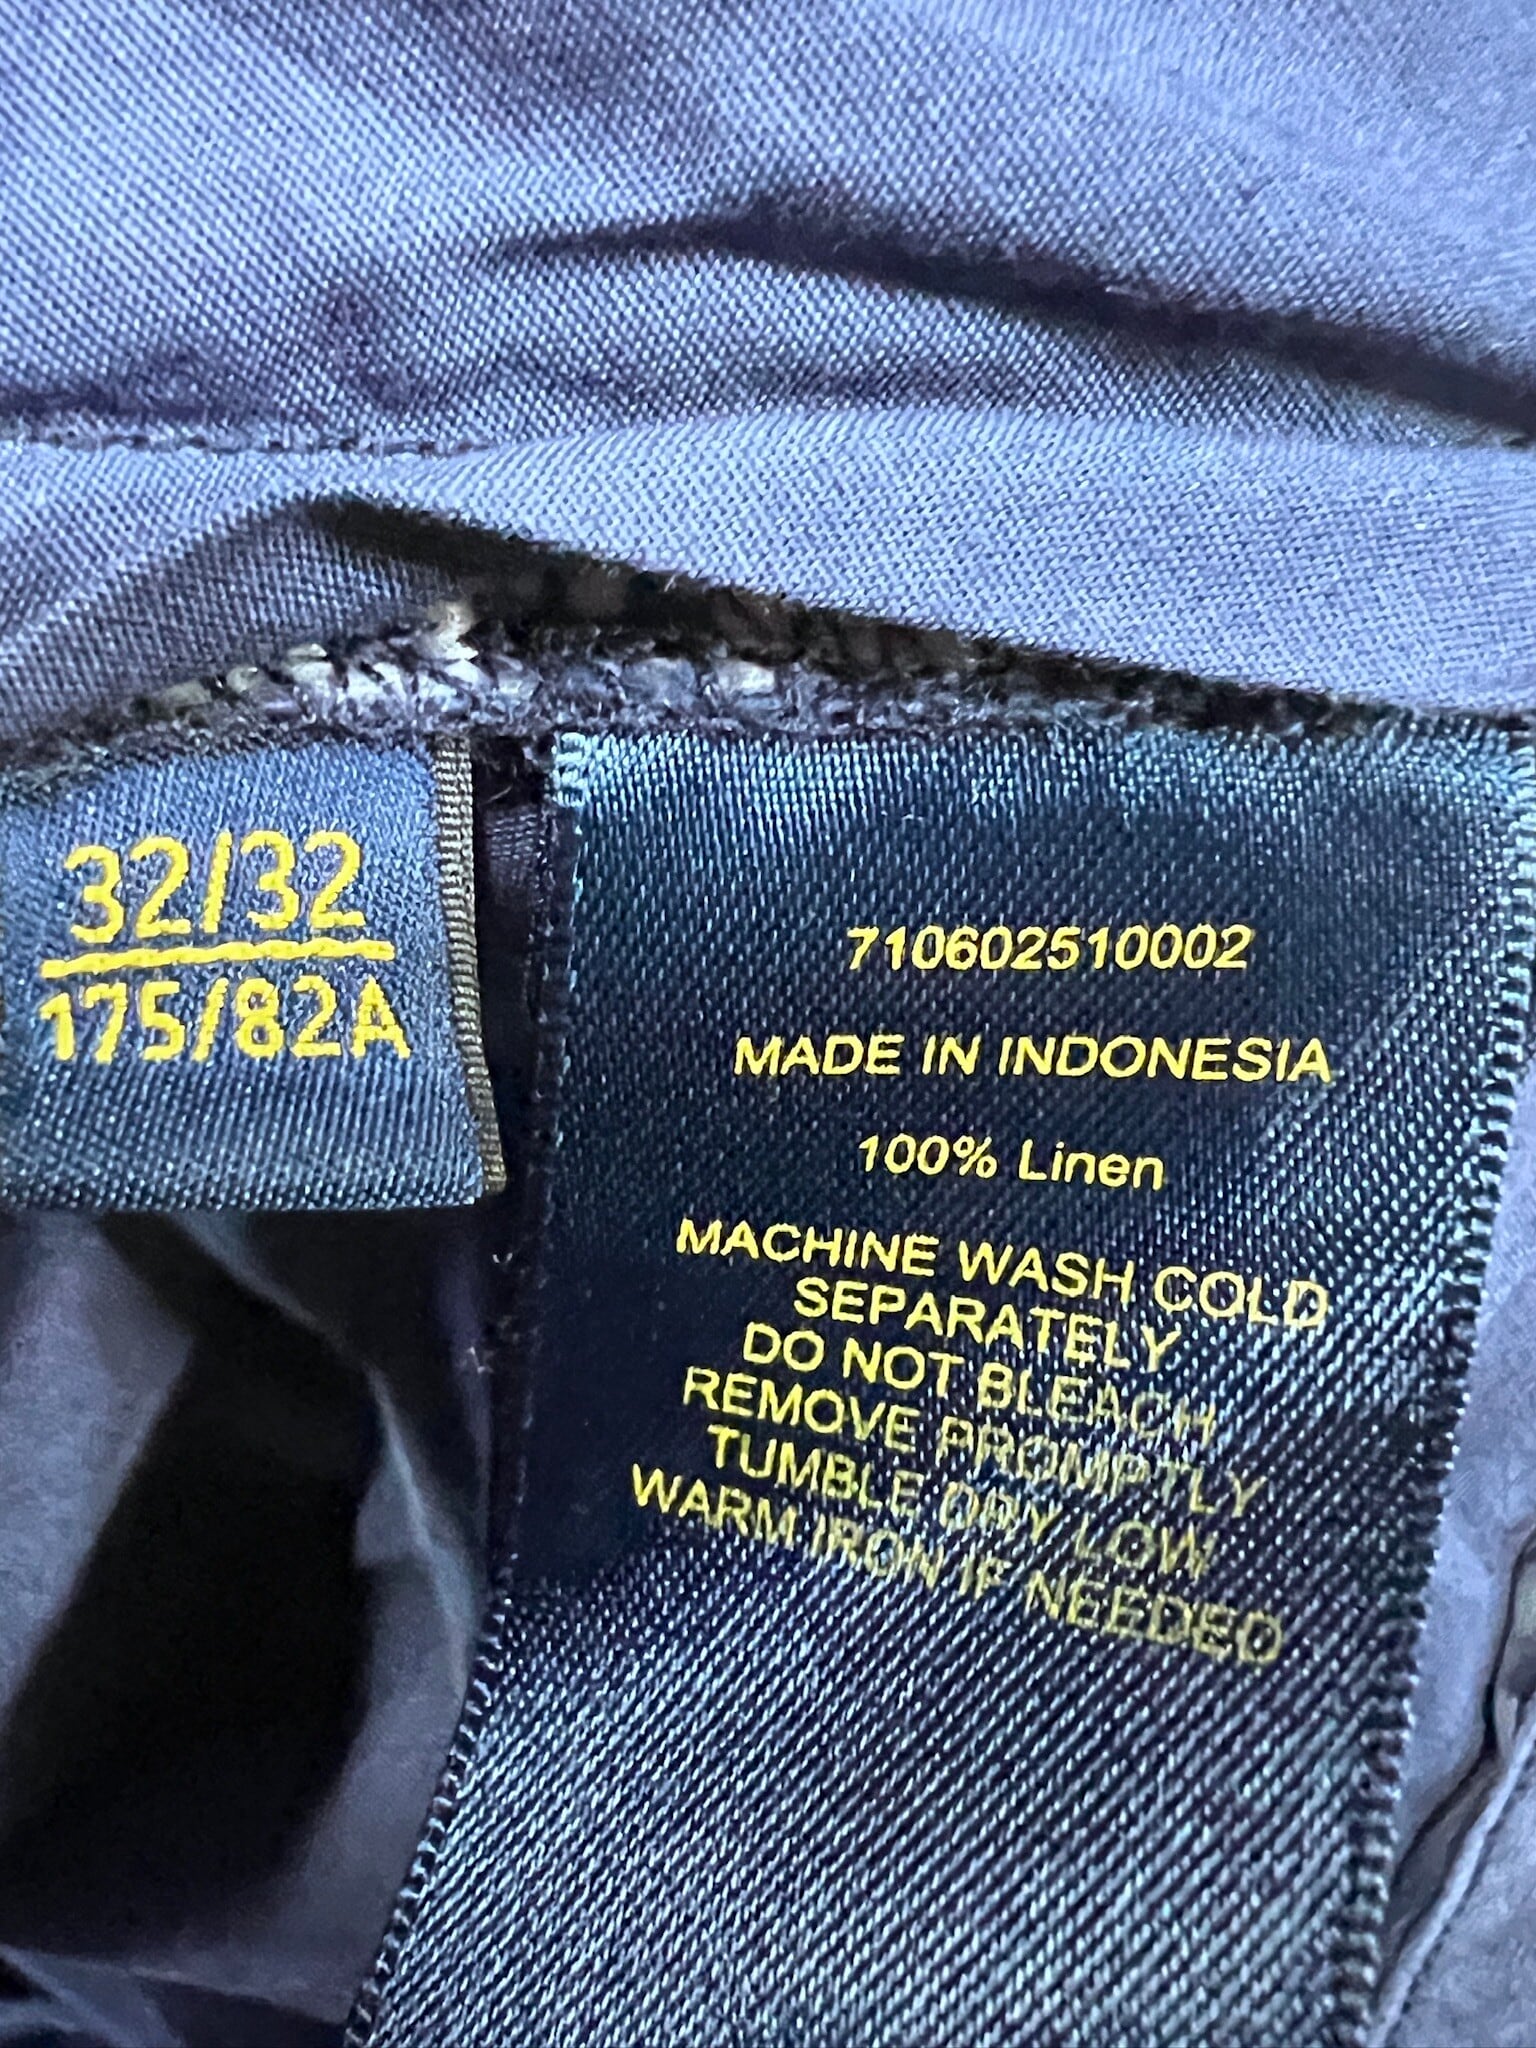 32/32
175/82A
710602510002
MADE IN INDONESIA
100% Linen
MACHINE WASH COLD
SEPARATELY
DO NOT BLEACH
REMOVE PROMPTLY
TUMBLE DRY LOW
WARM IRON IF NEEDED